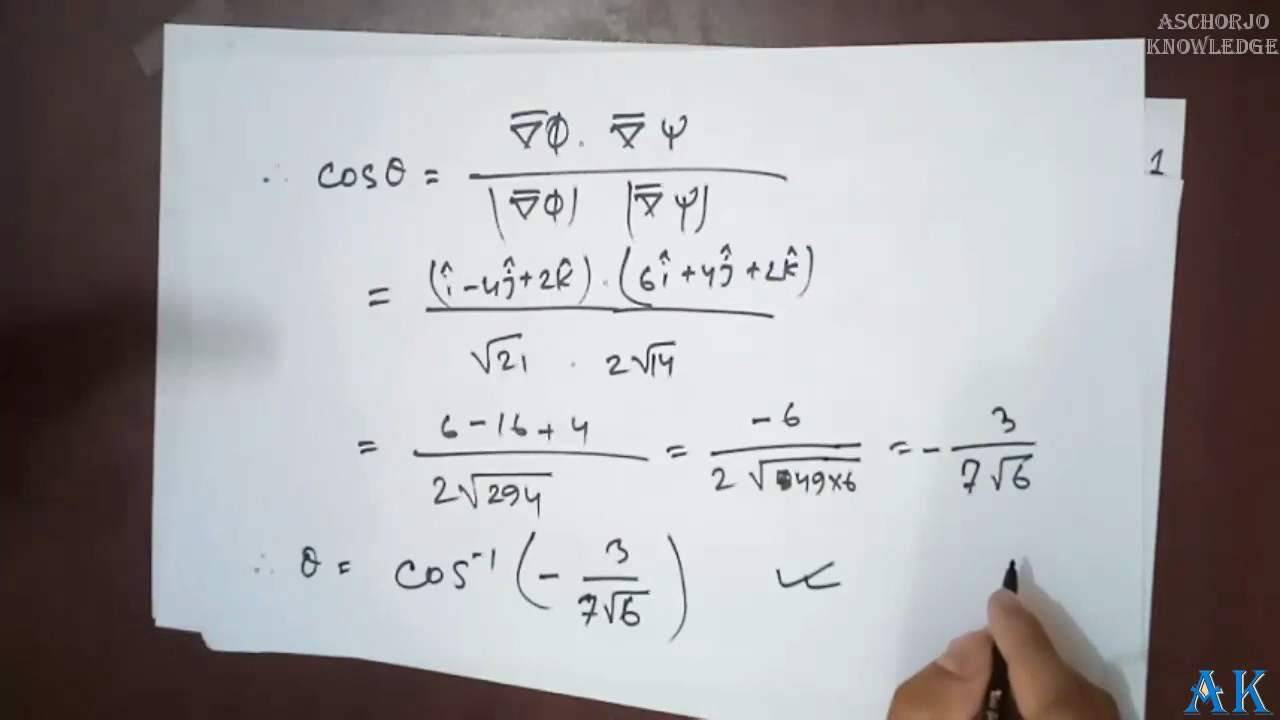 ASCHORJO
KNOWLEDGE
1
∴ cosθ = (∇̿φ . ∇̿ψ) / (|∇̿φ| |∇̿ψ|)
= ((î - 4ĵ + 2k̂) . (6î + 4ĵ + 2k̂)) / (√21 . 2√14)
= (6 - 16 + 4) / (2√294) = -6 / (2√49×6) = - 3 / (7√6)
∴ θ = cos⁻¹ (- 3 / (7√6))
AK